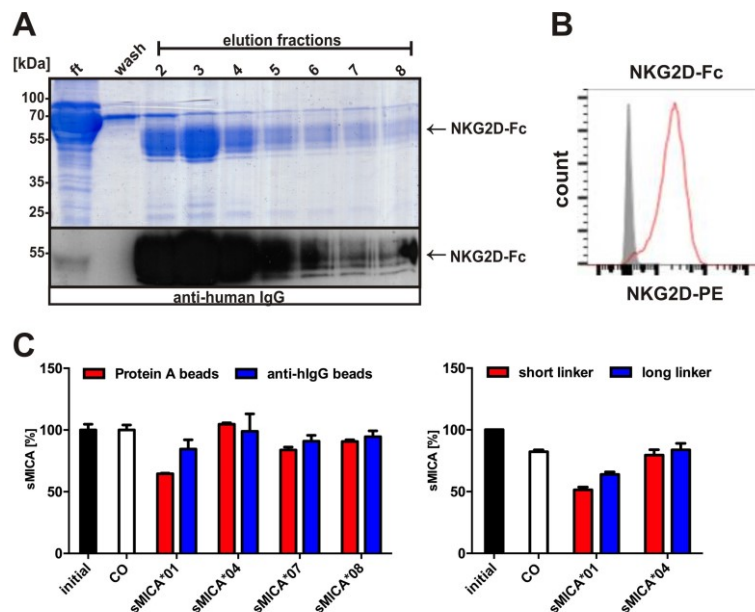 A
elution fractions
[kDa]
ft
wash
2
3
4
5
6
7
8
100
70
55
35
25
← NKG2D-Fc
55
← NKG2D-Fc
anti-human IgG
B
NKG2D-Fc
count
NKG2D-PE
C
150
100
50
0
sMICA [%]
Protein A beads
anti-hIgG beads
initial
CO
sMICA*01
sMICA*04
sMICA*07
sMICA*08
150
100
50
0
sMICA [%]
short linker
long linker
initial
CO
sMICA*01
sMICA*04